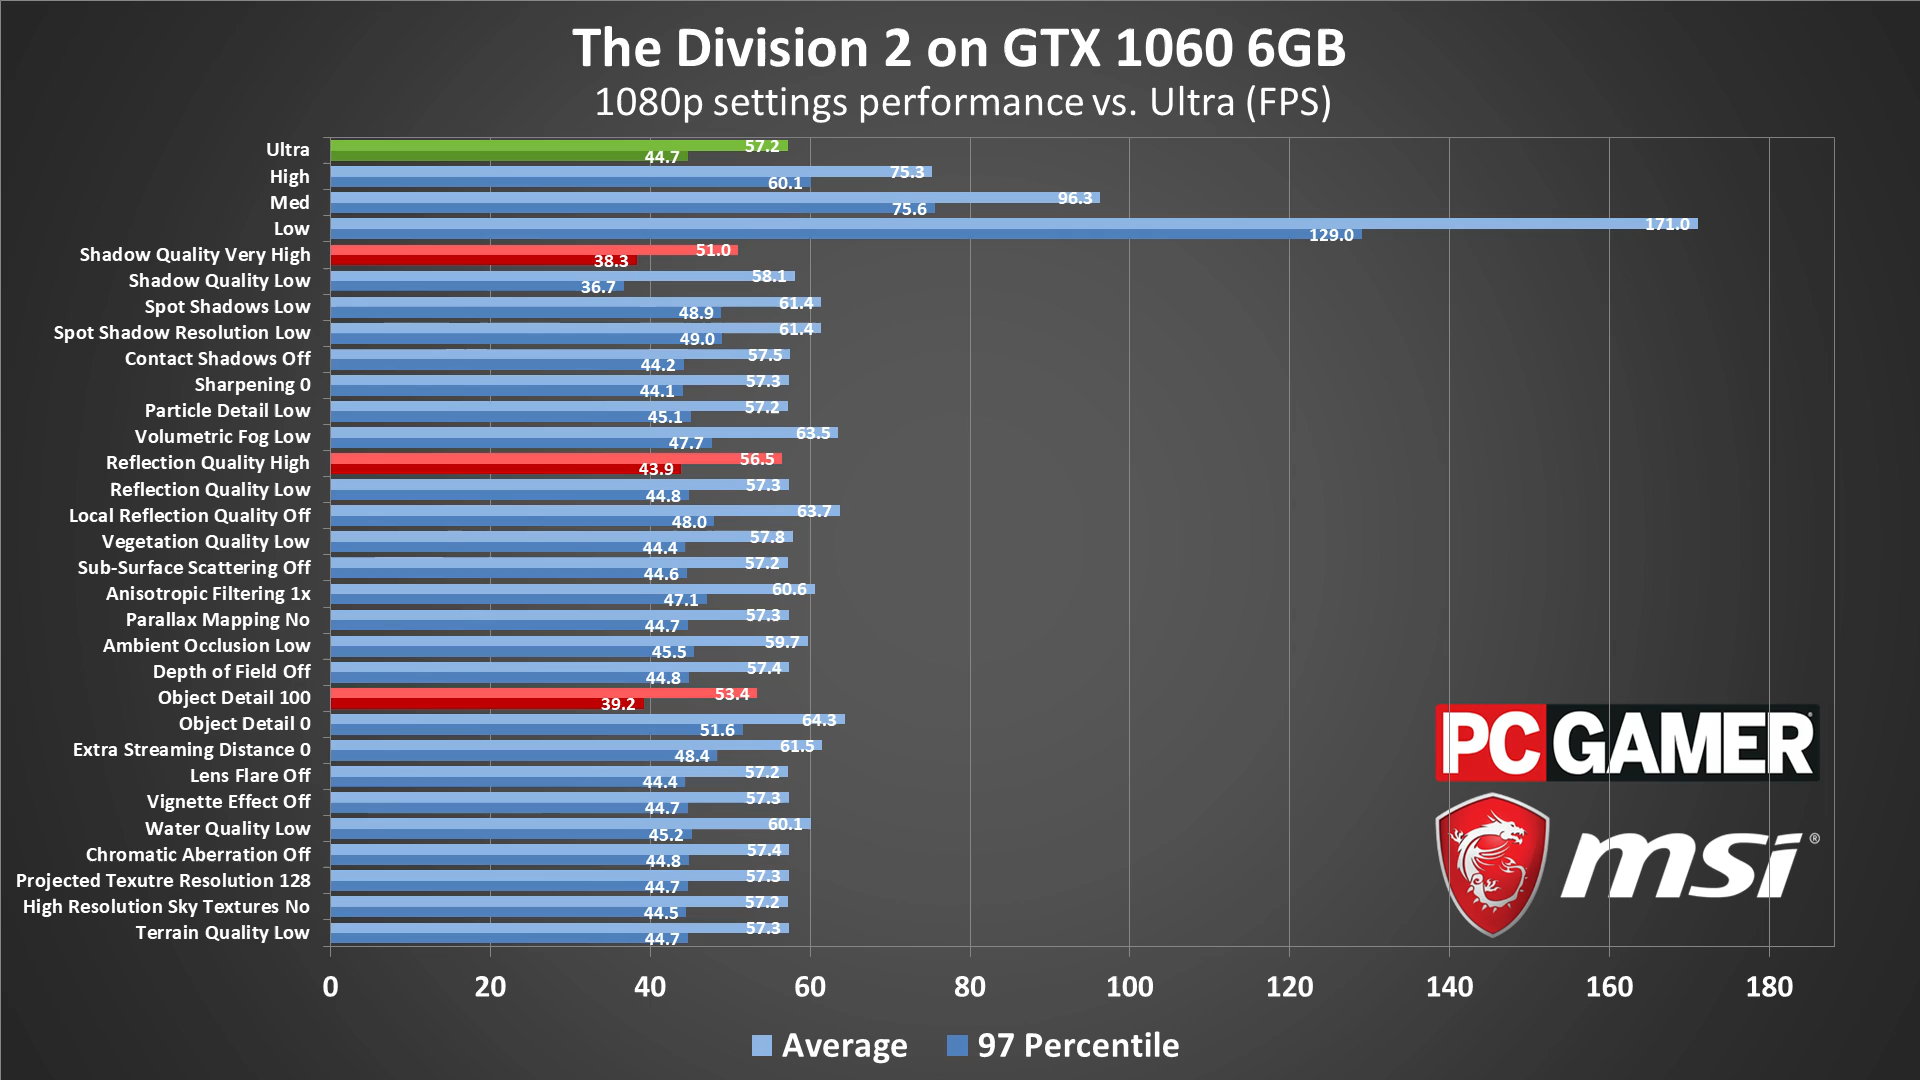 The Division 2 on GTX 1060 6GB
1080p settings performance vs. Ultra (FPS)
Ultra 57.2 44.7
High 75.3 60.1
Med 96.3 75.6
Low 171.0 129.0
Shadow Quality Very High 51.0 38.3
Shadow Quality Low 58.1 36.7
Spot Shadows Low 61.4 48.9
Spot Shadow Resolution Low 61.4 49.0
Contact Shadows Off 57.5 44.2
Sharpening 0 57.3 44.1
Particle Detail Low 57.2 45.1
Volumetric Fog Low 63.5 47.7
Reflection Quality High 56.5 43.9
Reflection Quality Low 57.3 44.8
Local Reflection Quality Off 63.7 48.0
Vegetation Quality Low 57.8 44.4
Sub-Surface Scattering Off 57.2 44.6
Anisotropic Filtering 1x 60.6 47.1
Parallax Mapping No 57.3 44.7
Ambient Occlusion Low 59.7 45.5
Depth of Field Off 57.4 44.8
Object Detail 100 53.4 39.2
Object Detail 0 64.3 51.6
Extra Streaming Distance 0 61.5 48.4
Lens Flare Off 57.2 44.4
Vignette Effect Off 57.3 44.7
Water Quality Low 60.1 45.2
Chromatic Aberration Off 57.4 44.8
Projected Texutre Resolution 128 57.3 44.7
High Resolution Sky Textures No 57.2 44.5
Terrain Quality Low 57.3 44.7
PC GAMER
msi®
0 20 40 60 80 100 120 140 160 180
Average 97 Percentile